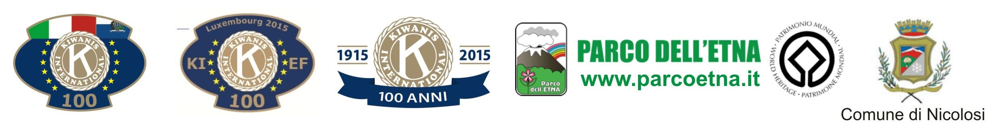 KIWANIS
K
INTERNATIONAL
100
Luxembourg 2015
KIWANIS
KI
K
EF
INTERNATIONAL
100
KIWANIS
1915
K
2015
INTERNATIONAL
100 ANNI
Parco
dell'ETNA
PARCO DELL'ETNA
www.parcoetna.it
PATRIMONIO MUNDIAL · WORLD HERITAGE · PATRIMOINE MONDIAL ·
Comune di Nicolosi